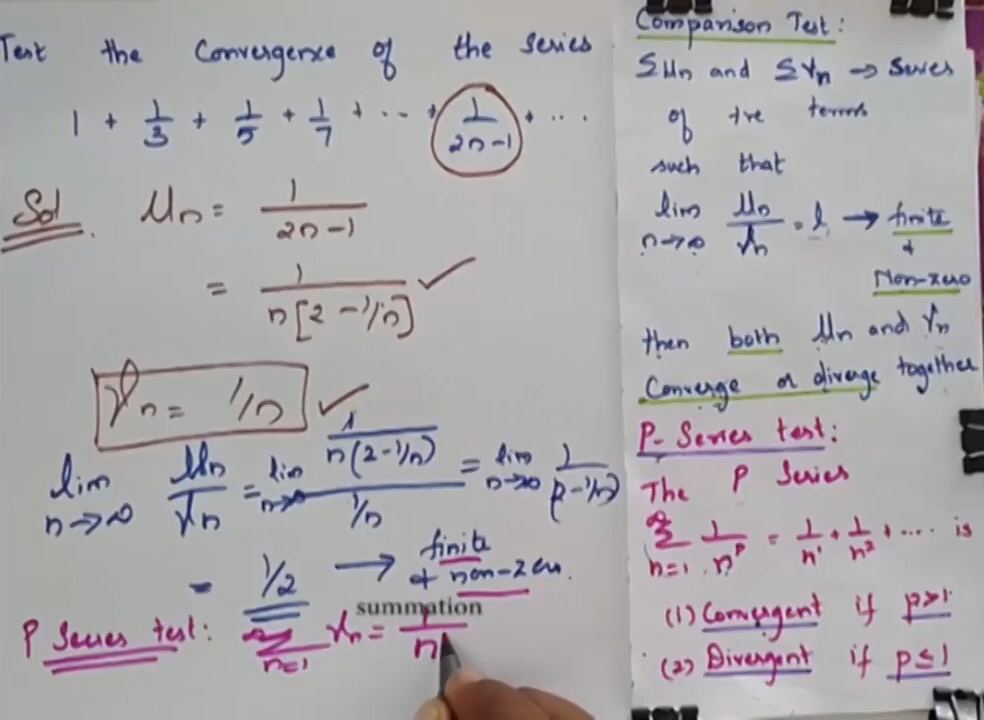 Test the Convergence of the series
1 + 1/3 + 1/5 + 1/7 + ... + 1/2n-1 + ...
Sol. Un = 1/2n-1
= 1/n[2-1/n] ✓
Vn = 1/n ✓
lim n→∞ Un/Vn = lim n→∞ 1/n(2-1/n) / 1/n = lim n→∞ 1/(2-1/n)
= 1/2 → finite & non-zero.
summation
P Series test: ∞ Σ n=1 Vn = 1/n
Comparison Test:
ΣUn and ΣVn → Series
of +ve terms
such that
lim n→∞ Un/Vn = l → finite
&
Non-zero
then both Un and Vn
Converge or diverge together
P-Series test:
The P Series
∞ Σ n=1 1/n^p = 1/n^1 + 1/n^2 + .... is
(1) Convergent if p>1
(2) Divergent if p≤1